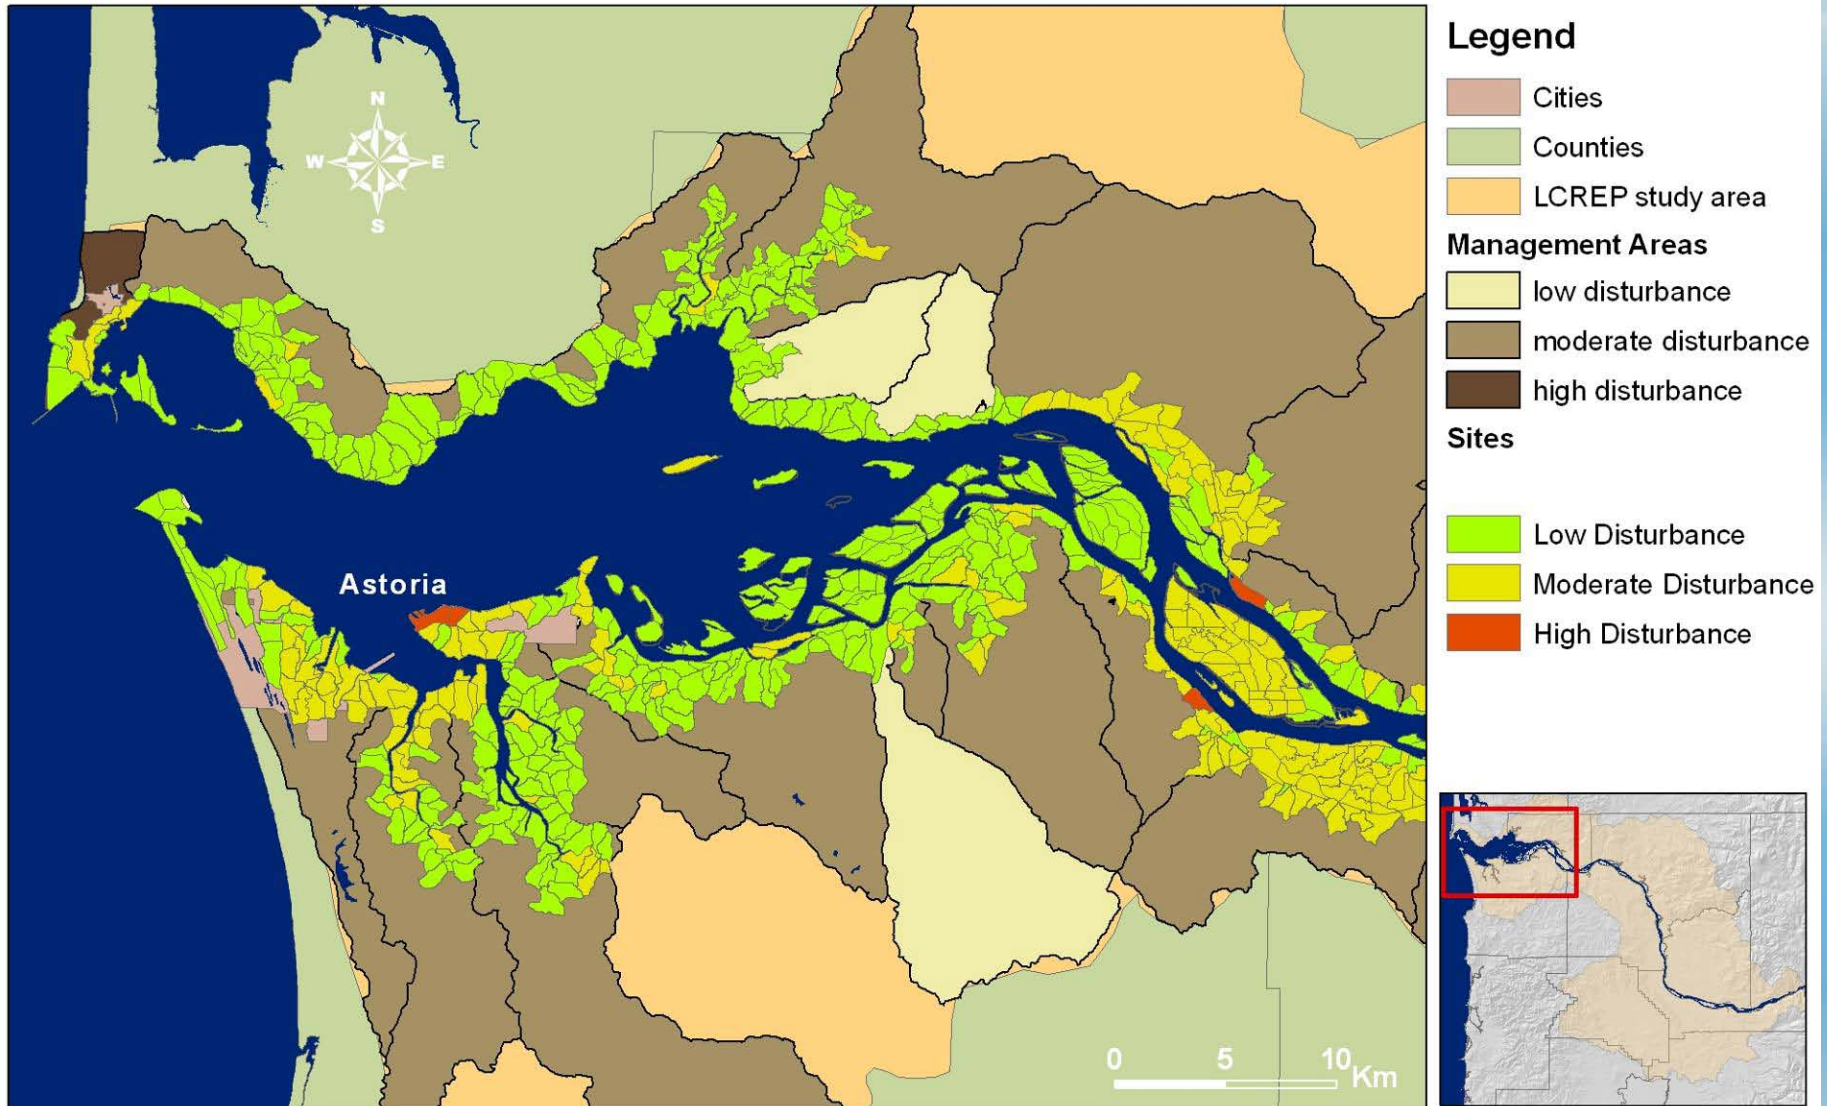 N
W E
S
Astoria
0 5 10
Km
Legend
Cities
Counties
LCREP study area
Management Areas
low disturbance
moderate disturbance
high disturbance
Sites
Low Disturbance
Moderate Disturbance
High Disturbance